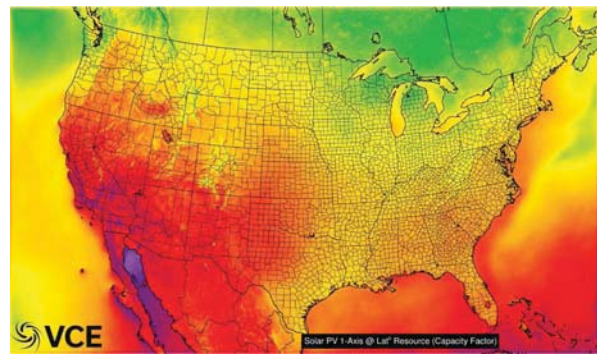 VCE
Solar PV 1-Axis @ Lat° Resource (Capacity Factor)